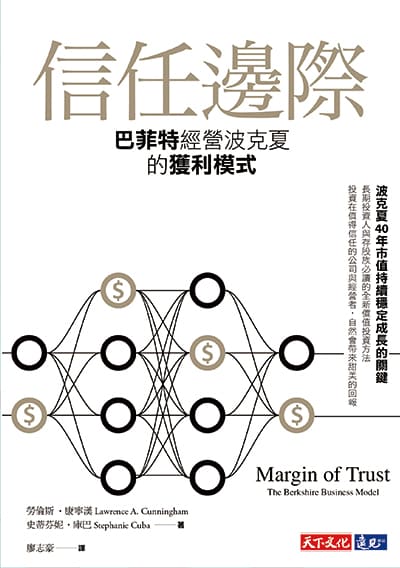 信任邊際
巴菲特經營波克夏
的獲利模式
波克夏40年市值持續穩定成長的關鍵
長期投資人與存股族必讀的全新價值投資方法
投資在值得信任的公司與經營者,自然會帶來甜美的回報
$
$
$
$
Margin of Trust
The Berkshire Business Model
勞倫斯・康寧漢 Lawrence A. Cunningham
史蒂芬妮・庫巴 Stephanie Cuba ── 著
廖志豪 ── 譯
天下文化 遠見